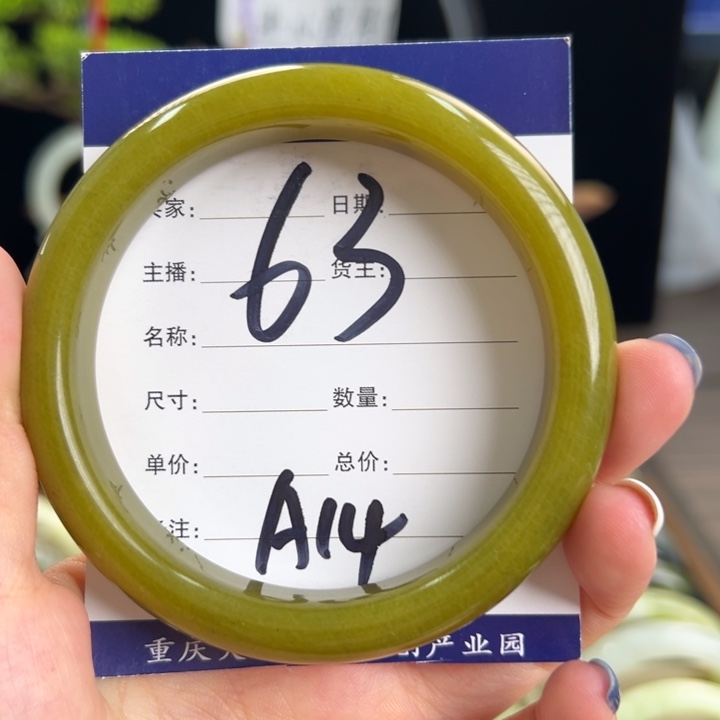 63
家: 日期:
主播: 货主:
名称:
尺寸: 数量:
单价: 总价:
注:
A14
重庆 产业园